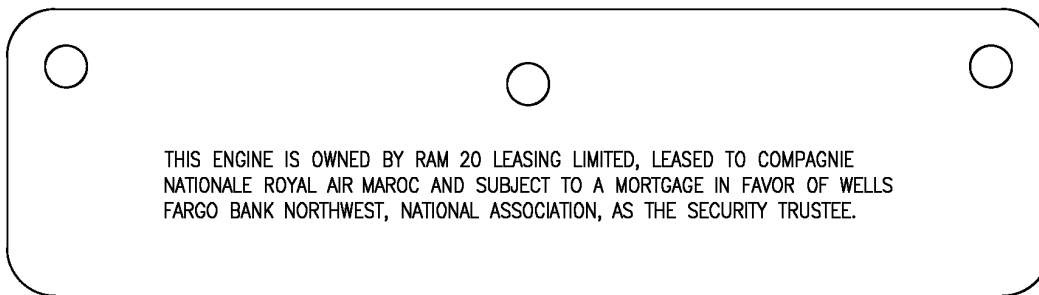 THIS ENGINE IS OWNED BY RAM 20 LEASING LIMITED, LEASED TO COMPAGNIE
NATIONALE ROYAL AIR MAROC AND SUBJECT TO A MORTGAGE IN FAVOR OF WELLS
FARGO BANK NORTHWEST, NATIONAL ASSOCIATION, AS THE SECURITY TRUSTEE.